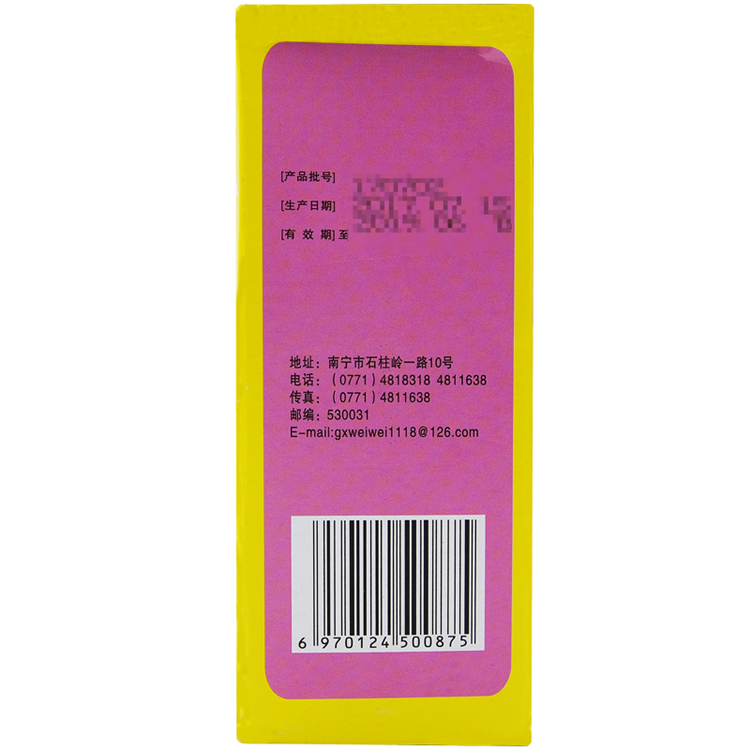 [产品批号]
[生产日期]
[有 效 期] 至
地址：南宁市石柱岭一路10号
电话：(0771) 4818318 4811638
传真：(0771) 4811638
邮编：530031
E-mail:gxweiwei1118@126.com
6 970124 500875